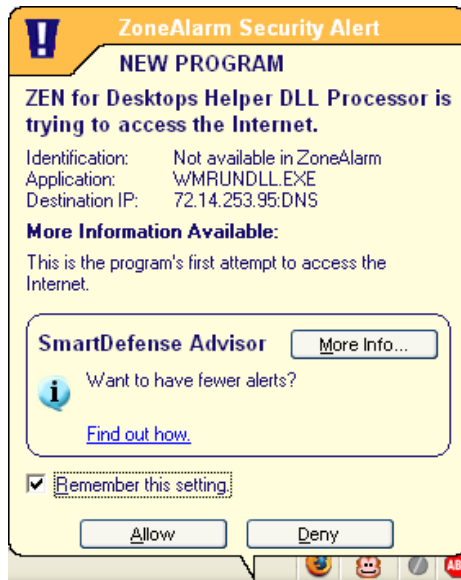 ZoneAlarm Security Alert
NEW PROGRAM
ZEN for Desktops Helper DLL Processor is
trying to access the Internet.
Identification: Not available in ZoneAlarm
Application: WMRUNDLL.EXE
Destination IP: 72.14.253.95:DNS
More Information Available:
This is the program's first attempt to access the
Internet.
SmartDefense Advisor More Info...
Want to have fewer alerts?
Find out how.
Remember this setting.
Allow Deny